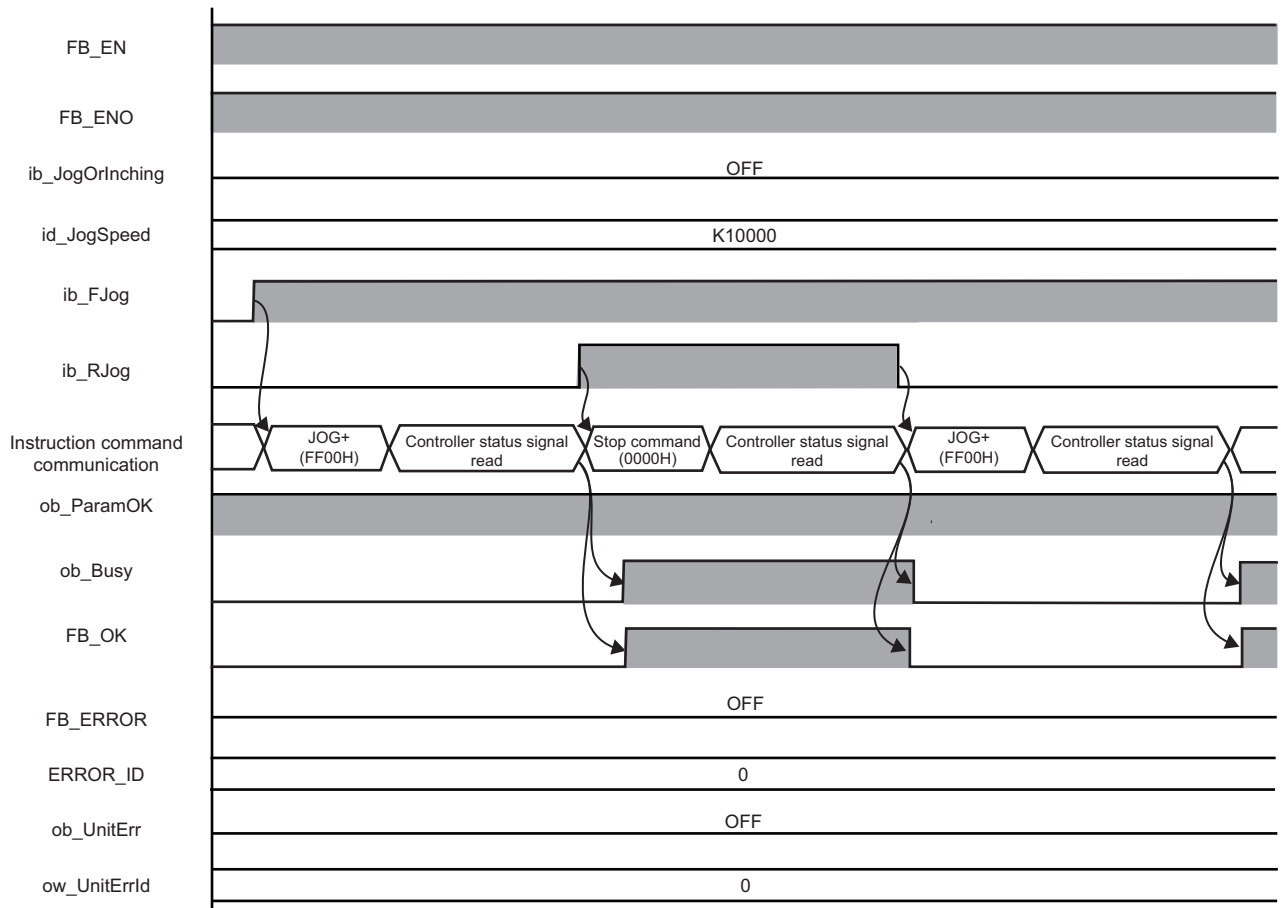 FB_EN
FB_ENO
ib_JogOrInching
OFF
id_JogSpeed
K10000
ib_FJog
ib_RJog
Instruction command
communication
JOG+
(FF00H)
Controller status signal
read
Stop command
(0000H)
Controller status signal
read
JOG+
(FF00H)
Controller status signal
read
ob_ParamOK
ob_Busy
FB_OK
FB_ERROR
OFF
ERROR_ID
0
ob_UnitErr
OFF
ow_UnitErrId
0